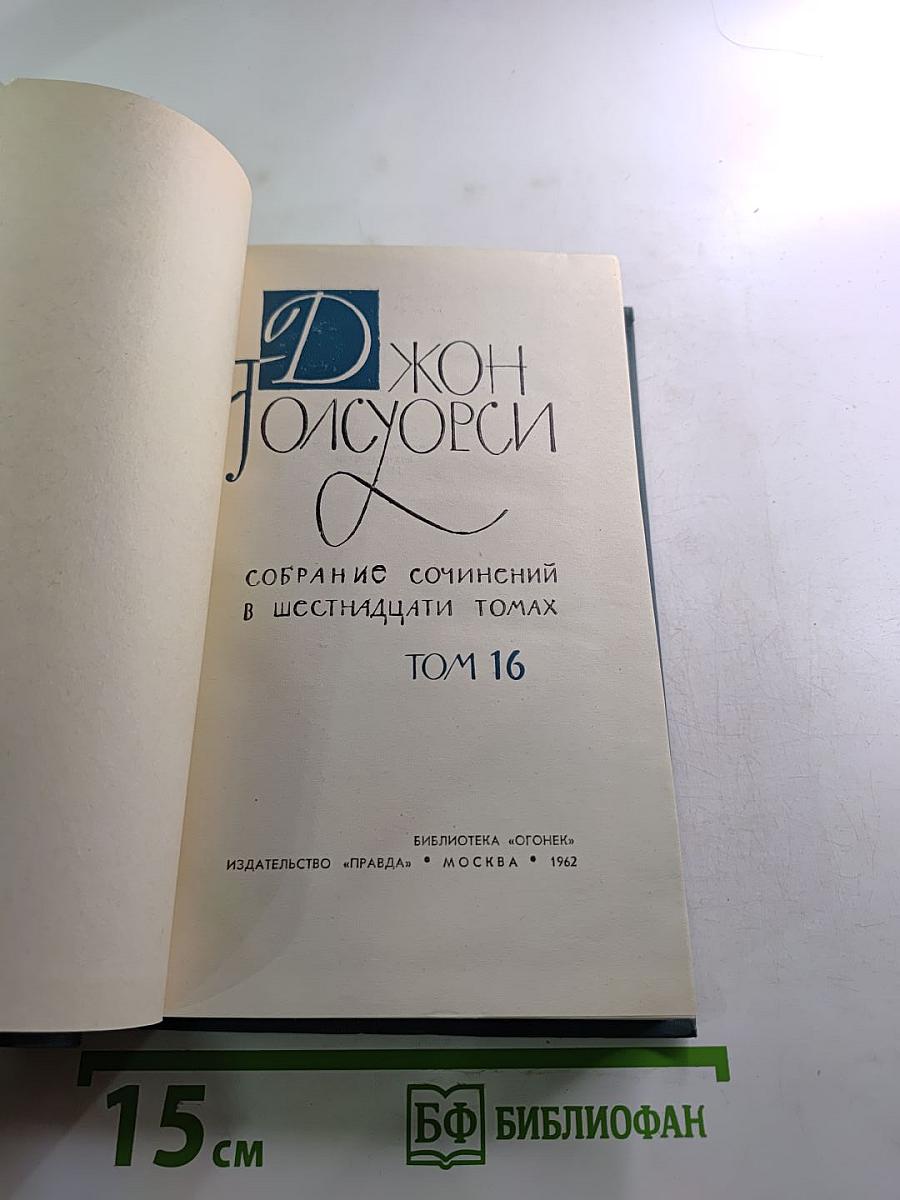 ДЖОН
ГОЛСУОРСИ
СОБРАНИЕ СОЧИНЕНИЙ
В ШЕСТНАДЦАТИ ТОМАХ
ТОМ 16
БИБЛИОТЕКА «ОГОНЕК»
ИЗДАТЕЛЬСТВО «ПРАВДА» • МОСКВА • 1962
15 см
БФ БИБЛИОФАН